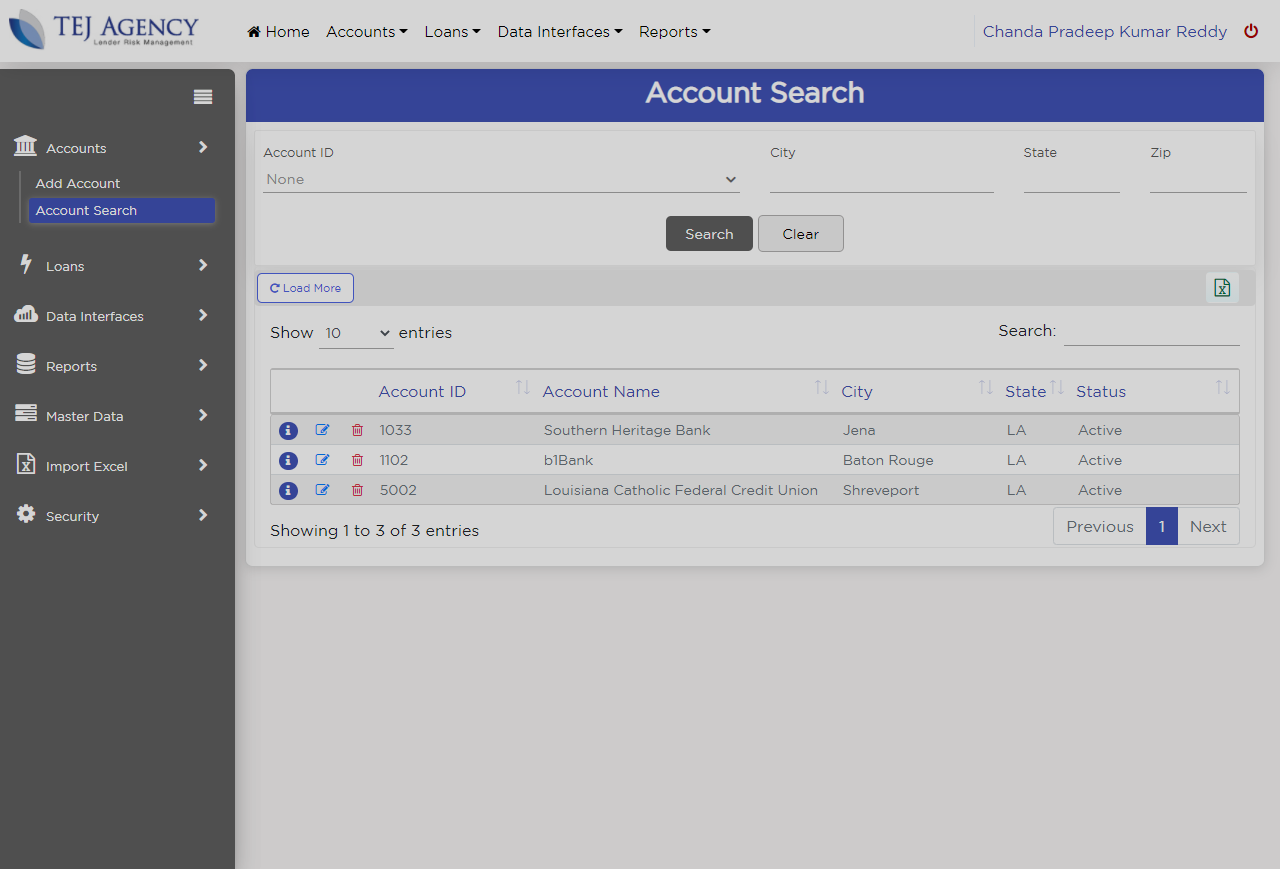 TEJ AGENCY
Lender Risk Management
Home Accounts Loans Data Interfaces Reports
Chanda Pradeep Kumar Reddy
Accounts
Add Account
Account Search
Loans
Data Interfaces
Reports
Master Data
Import Excel
Security
Account Search
Account ID City State Zip
None
Search Clear
Load More
Show 10 entries Search:
Account ID Account Name City State Status
1033 Southern Heritage Bank Jena LA Active
1102 b1Bank Baton Rouge LA Active
5002 Louisiana Catholic Federal Credit Union Shreveport LA Active
Showing 1 to 3 of 3 entries
Previous 1 Next